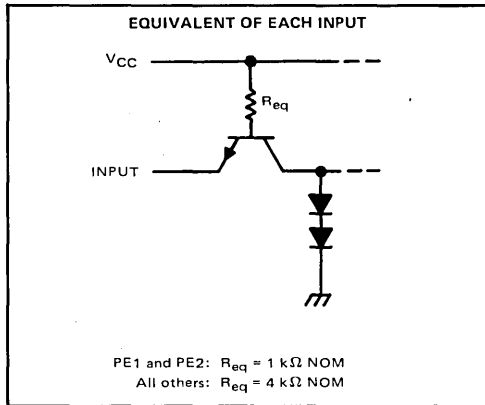 EQUIVALENT OF EACH INPUT
VCC
Req
INPUT
PE1 and PE2: Req = 1 kΩ NOM
All others: Req = 4 kΩ NOM